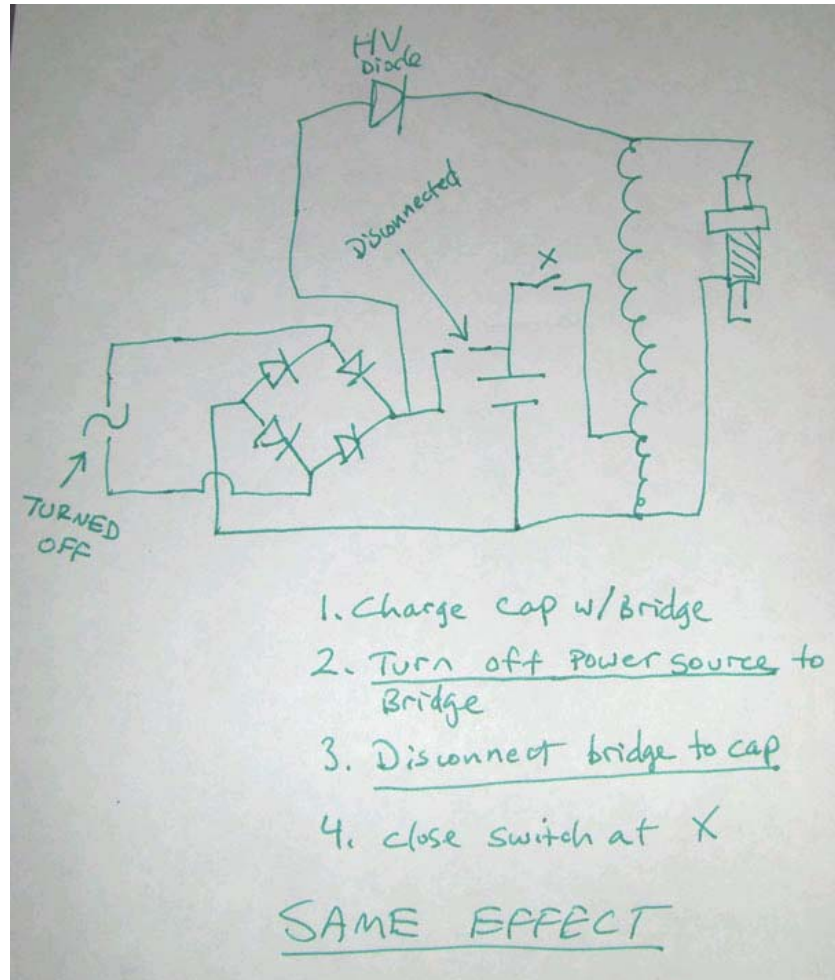 HV
Diode
Disconnected
X
TURNED
OFF
1. Charge cap w/Bridge
2. Turn off Power source to
Bridge
3. Disconnect bridge to cap
4. close switch at X
SAME EFFECT